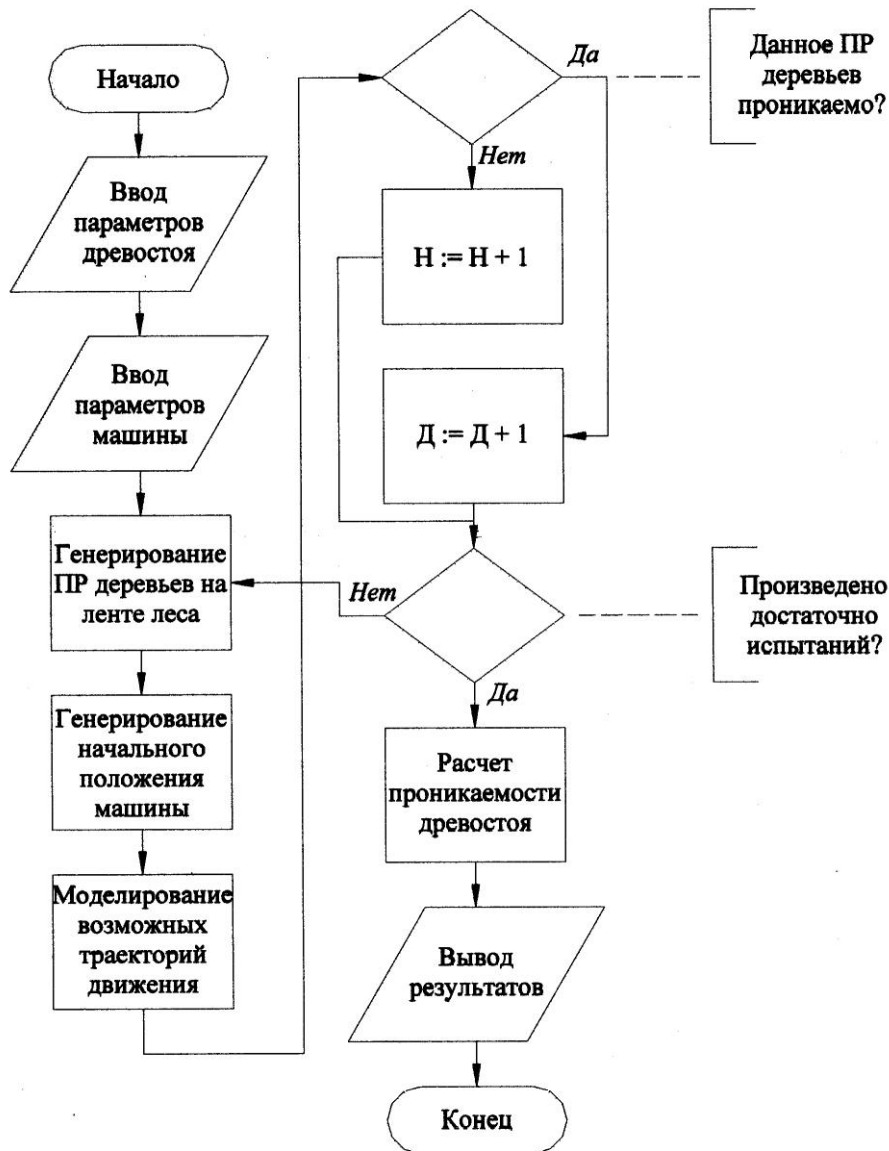 Начало
Ввод
параметров
древостоя
Ввод
параметров
машины
Генерирование
ПР деревьев на
ленте леса
Генерирование
начального
положения
машины
Моделирование
возможных
траекторий
движения
Да
Данное ПР
деревьев
проникаемо?
Нет
Н := Н + 1
Д := Д + 1
Нет
Произведено
достаточно
испытаний?
Да
Расчет
проникаемости
древостоя
Вывод
результатов
Конец